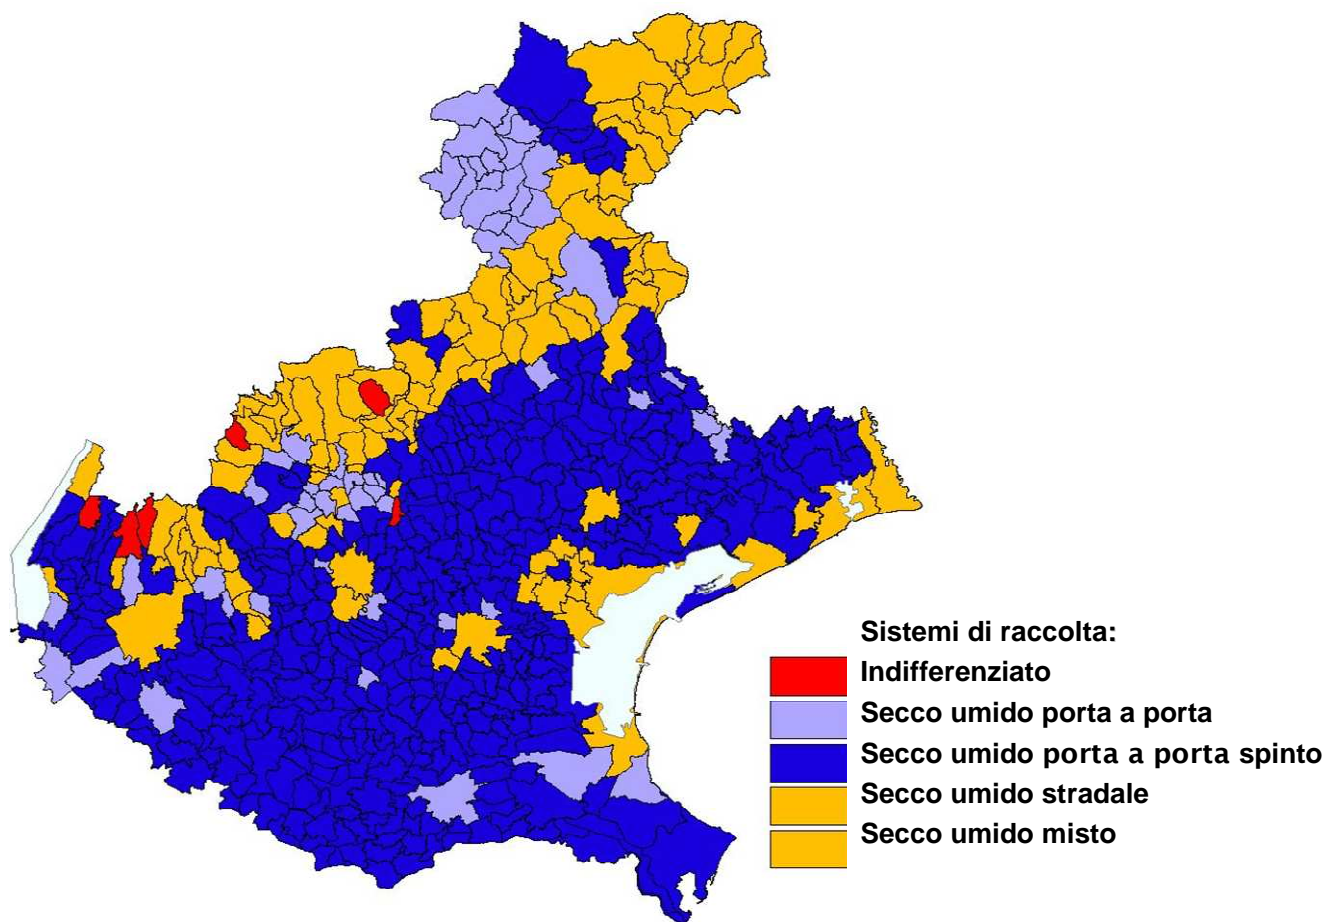 Sistemi di raccolta:
Indifferenziato
Secco umido porta a porta
Secco umido porta a porta spinto
Secco umido stradale
Secco umido misto